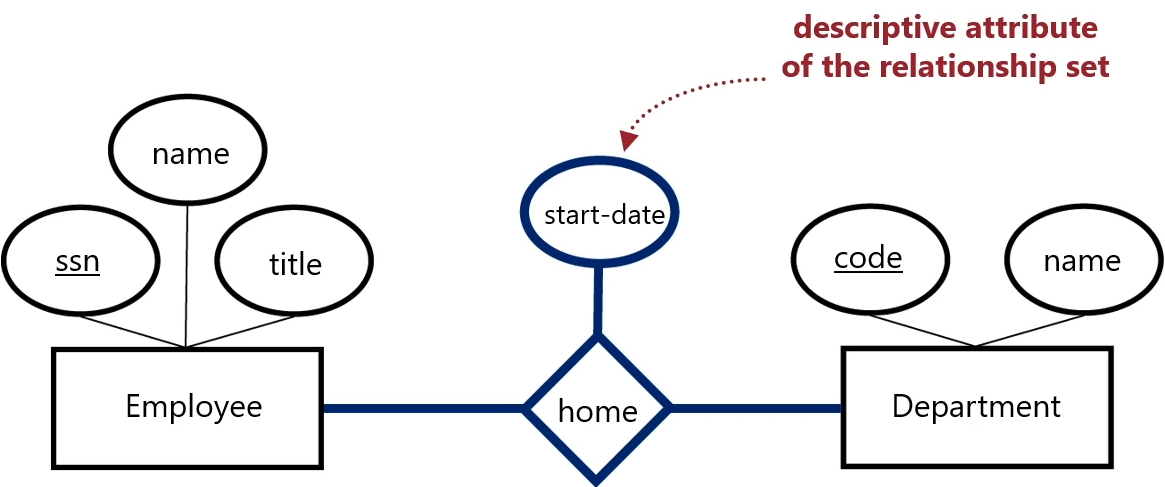 descriptive attribute
of the relationship set
name
start-date
ssn
title
code
name
Employee
home
Department